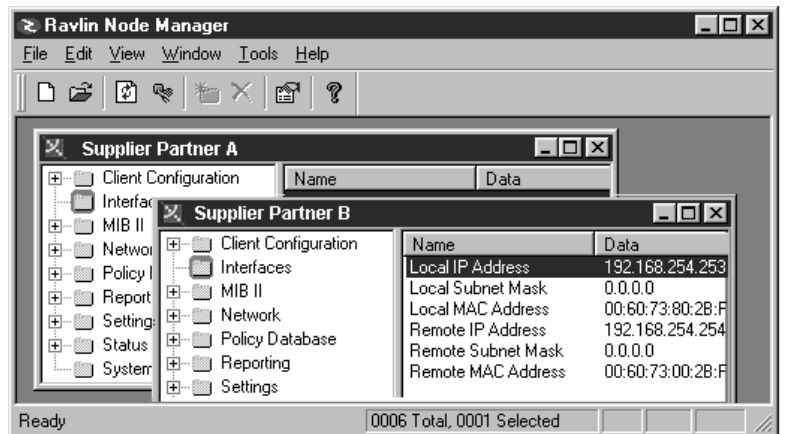 Ravlin Node Manager
File Edit View Window Tools Help
Supplier Partner A
Name Data
Client Configuration
MIB II
Status
Supplier Partner B
Name Data
Client Configuration
Interfaces
MIB II
Network
Policy Database
Reporting
Settings
Local IP Address 192.168.254.253
Local Subnet Mask 0.0.0.0
Local MAC Address 00:60:73:80:2B:F
Remote IP Address 192.168.254.254
Remote Subnet Mask 0.0.0.0
Remote MAC Address 00:60:73:00:2B:F
Ready 0006 Total, 0001 Selected